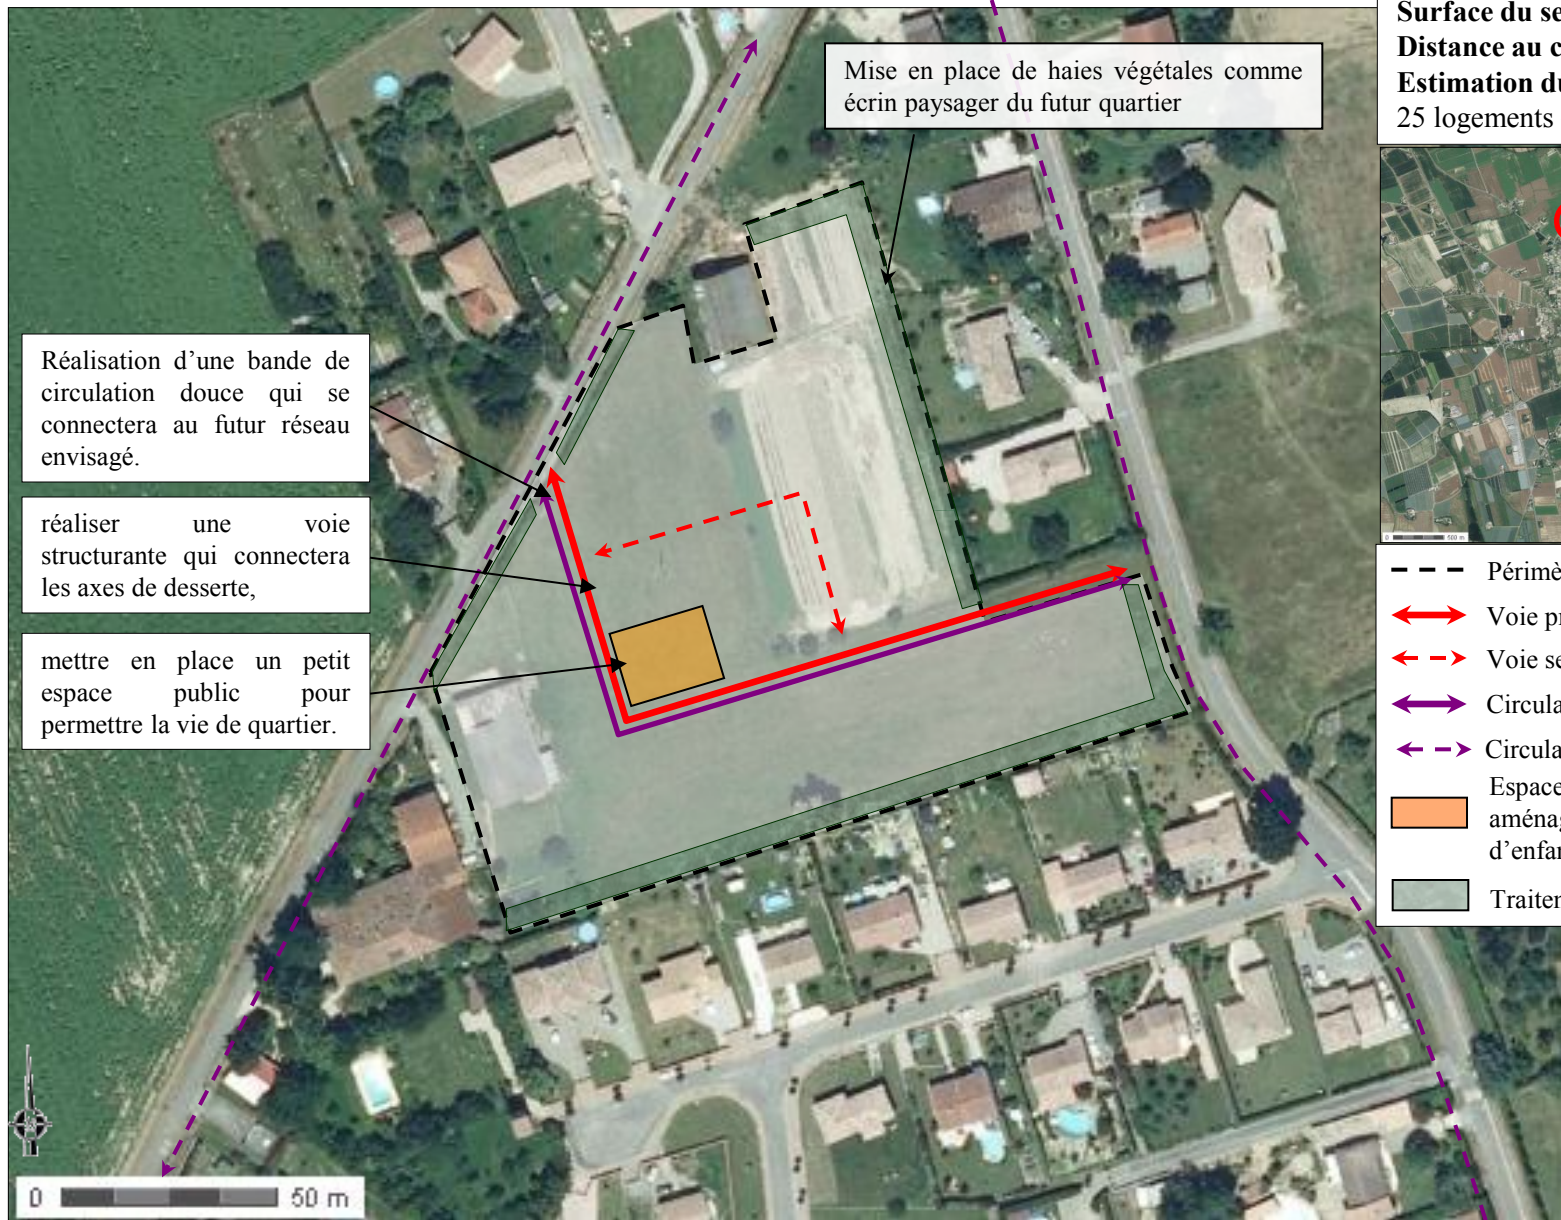 Surface du se
Distance au c
Estimation du
25 logements
Mise en place de haies végétales comme
écrin paysager du futur quartier
Réalisation d'une bande de
circulation douce qui se
connectera au futur réseau
envisagé.
réaliser une voie
structurante qui connectera
les axes de desserte,
mettre en place un petit
espace public pour
permettre la vie de quartier.
0 500 m
Périmè
Voie pr
Voie se
Circula
Circula
Espace
aménag
d'enfan
Traiten
0 50 m